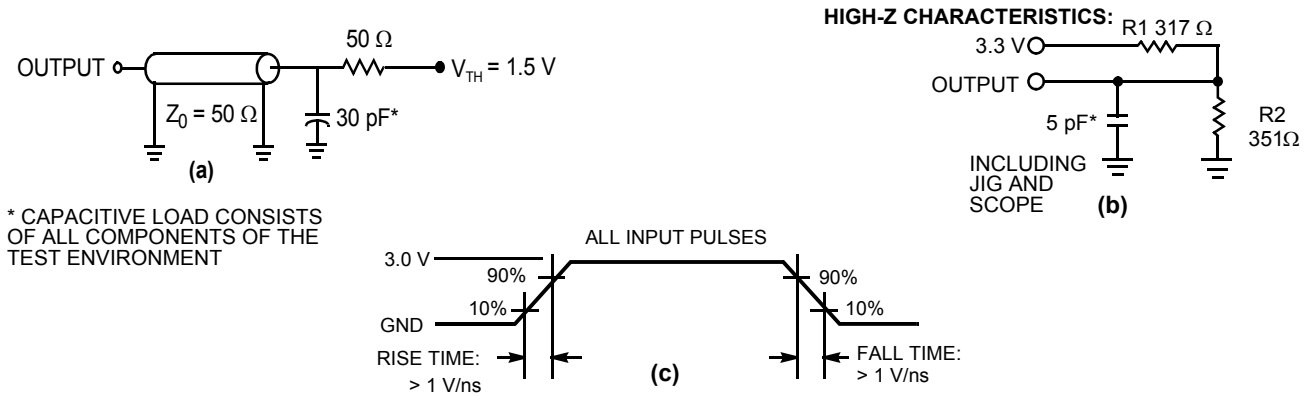 50 Ω
OUTPUT
V_TH = 1.5 V
Z_0 = 50 Ω
30 pF*
(a)
* CAPACITIVE LOAD CONSISTS
OF ALL COMPONENTS OF THE
TEST ENVIRONMENT
HIGH-Z CHARACTERISTICS:
R1 317 Ω
3.3 V
OUTPUT
5 pF*
R2
351Ω
INCLUDING
JIG AND
SCOPE
(b)
ALL INPUT PULSES
3.0 V
90%
90%
10%
10%
GND
RISE TIME:
> 1 V/ns
FALL TIME:
> 1 V/ns
(c)